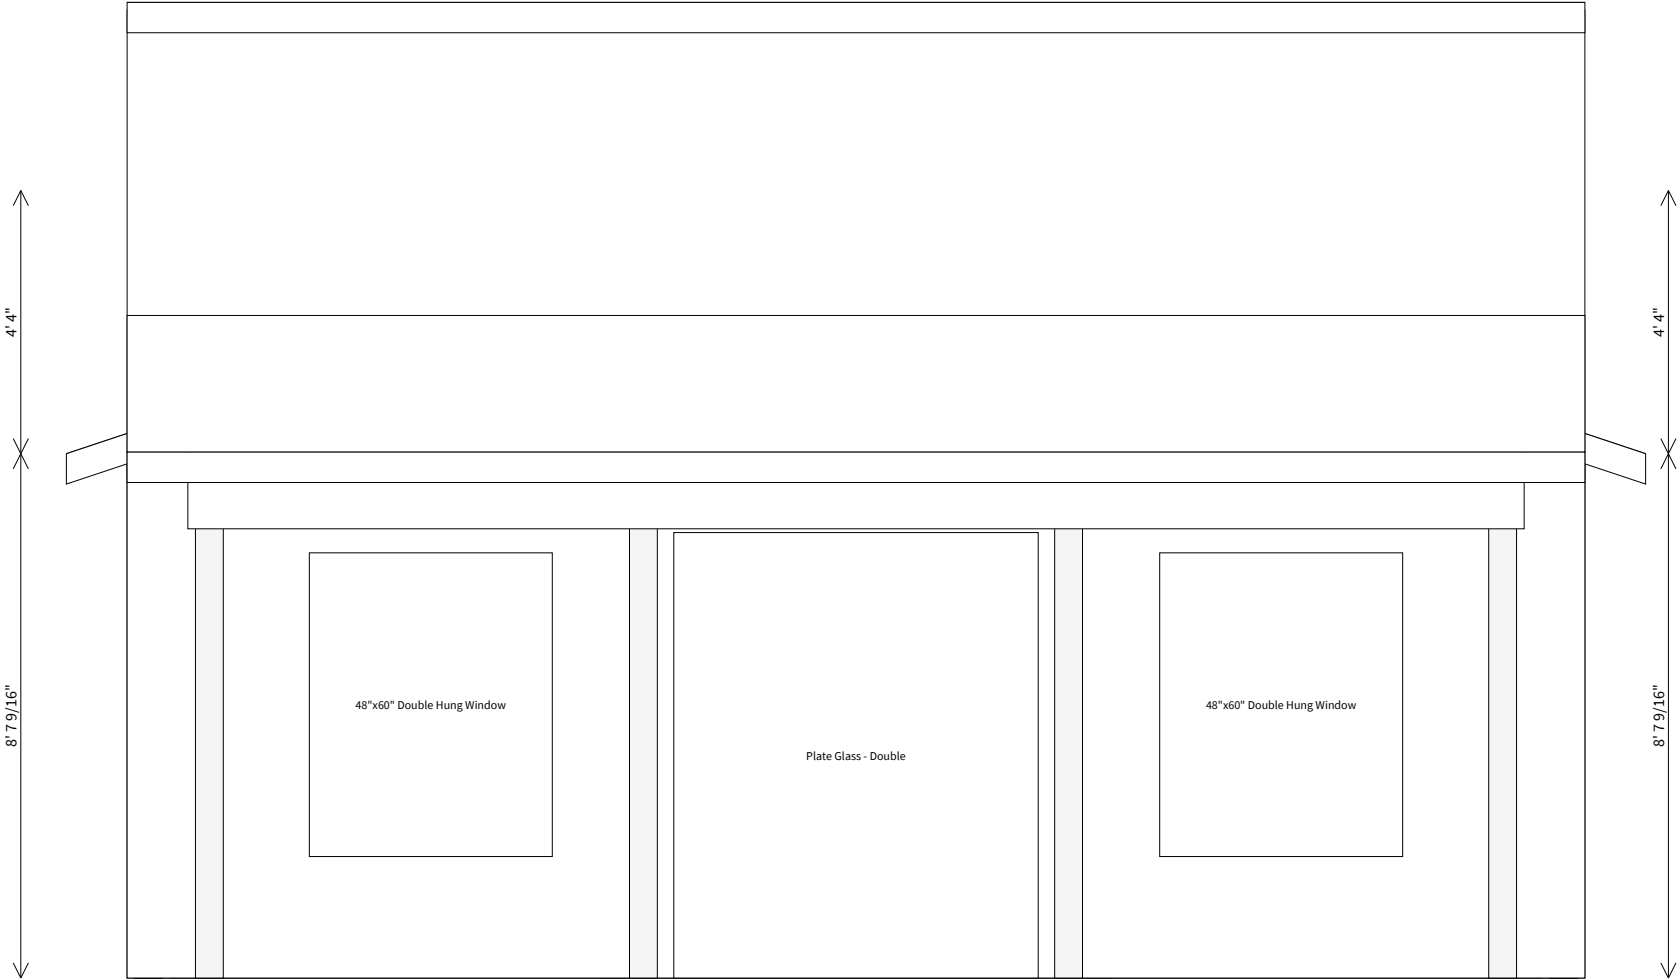 4' 4"
4' 4"
8' 7 9/16"
48"x60" Double Hung Window
Plate Glass - Double
48"x60" Double Hung Window
8' 7 9/16"